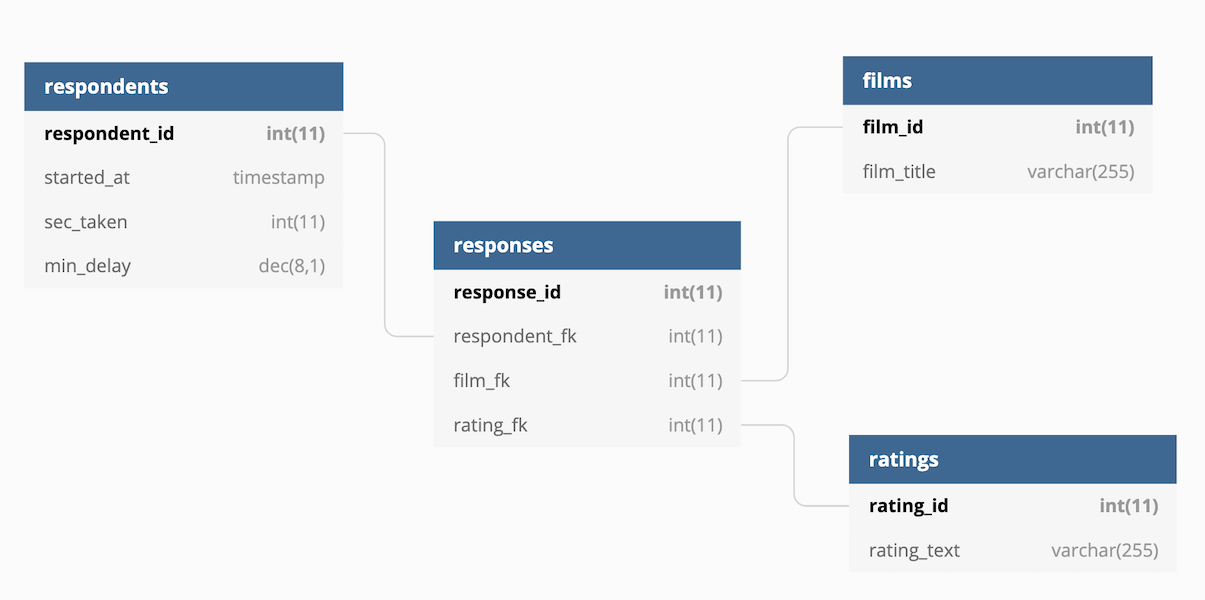 respondents
respondent_id int(11)
started_at timestamp
sec_taken int(11)
min_delay dec(8,1)
responses
response_id int(11)
respondent_fk int(11)
film_fk int(11)
rating_fk int(11)
films
film_id int(11)
film_title varchar(255)
ratings
rating_id int(11)
rating_text varchar(255)